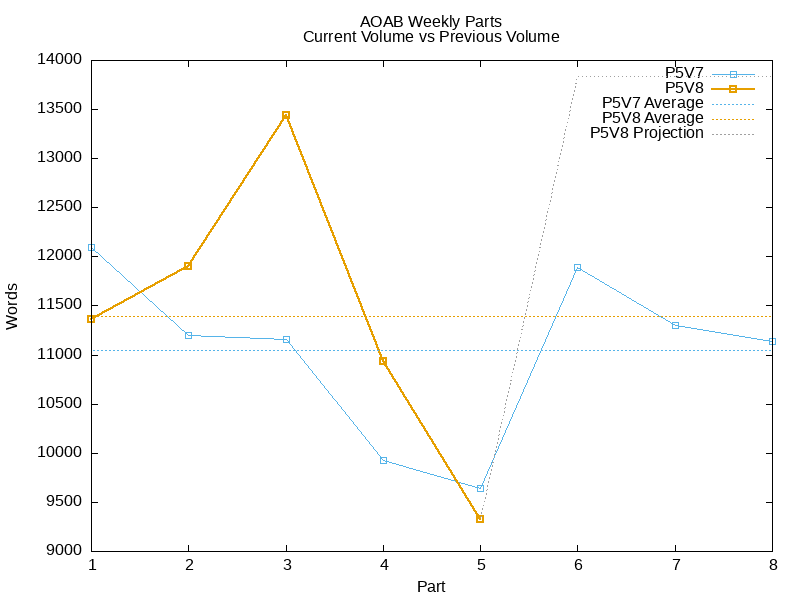 AOAB Weekly Parts
Current Volume vs Previous Volume
14000
13500
13000
12500
12000
11500
11000
10500
10000
9500
9000
Words
P5V7
P5V8
P5V7 Average
P5V8 Average
P5V8 Projection
1 2 3 4 5 6 7 8
Part